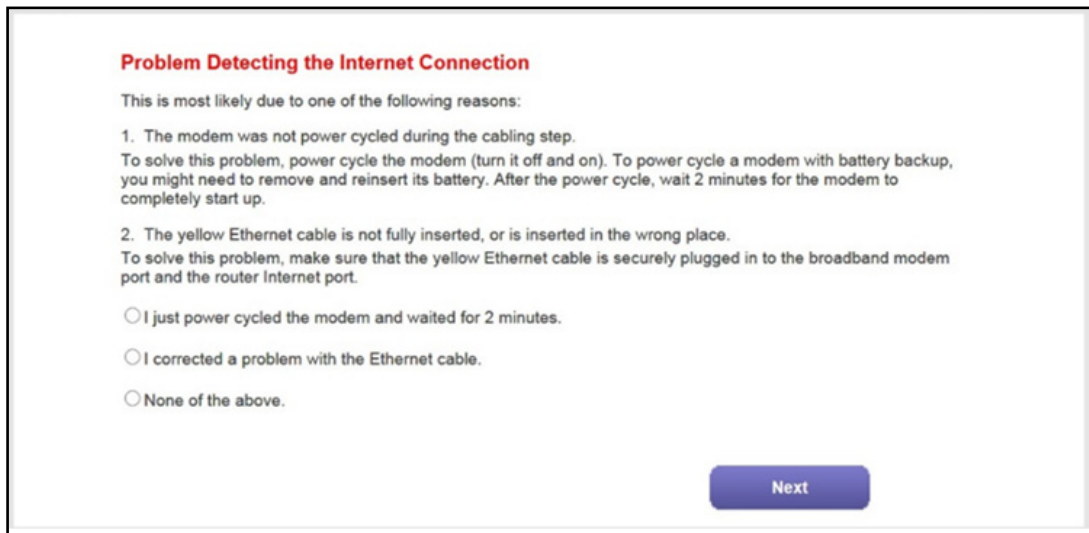 Problem Detecting the Internet Connection
This is most likely due to one of the following reasons:
1. The modem was not power cycled during the cabling step.
To solve this problem, power cycle the modem (turn it off and on). To power cycle a modem with battery backup,
you might need to remove and reinsert its battery. After the power cycle, wait 2 minutes for the modem to
completely start up.
2. The yellow Ethernet cable is not fully inserted, or is inserted in the wrong place.
To solve this problem, make sure that the yellow Ethernet cable is securely plugged in to the broadband modem
port and the router Internet port.
I just power cycled the modem and waited for 2 minutes.
I corrected a problem with the Ethernet cable.
None of the above.
Next